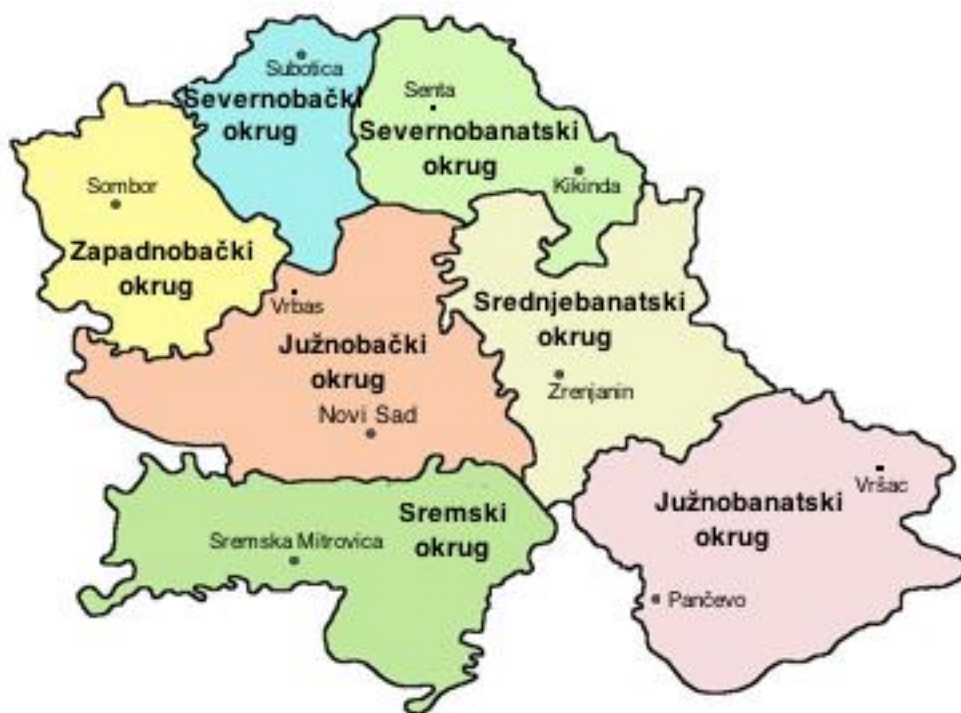 Subotica
Severnobački
okrug
Senta
Severnobanatski
okrug
Kikinda
Sombor
Zapadnobački
okrug
Vrbas
Južnobački
okrug
Novi Sad
Srednjebanatski
okrug
Zrenjanin
Sremski
okrug
Sremska Mitrovica
Vršac
Južnobanatski
okrug
Pančevo